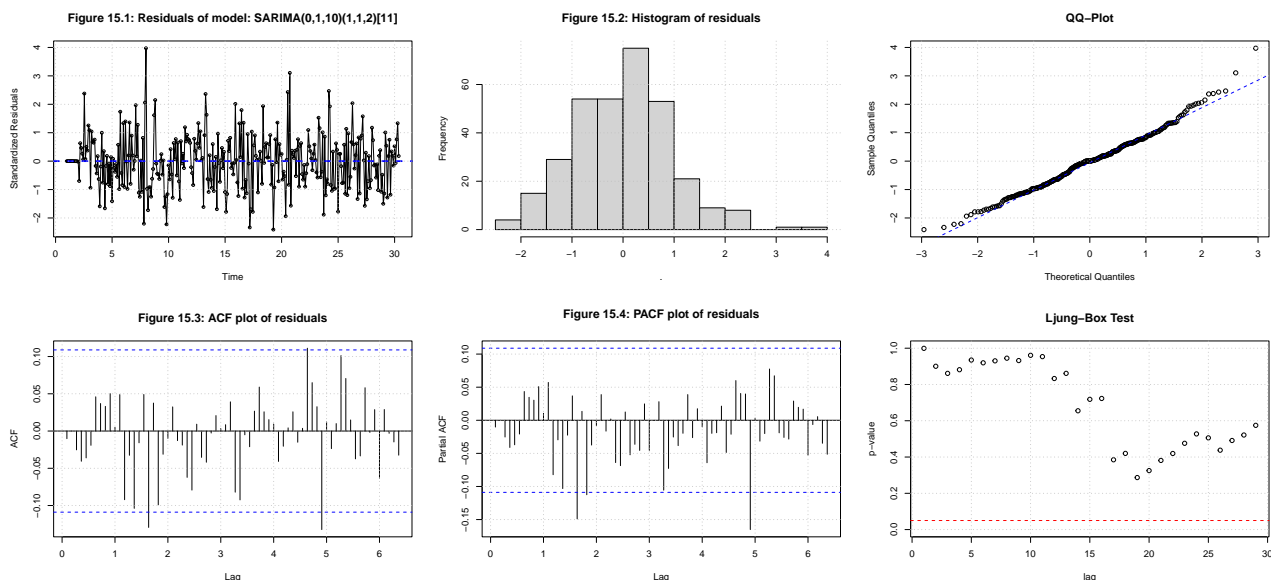 Figure 15.1: Residuals of model: SARIMA(0,1,10)(1,1,2)[11]
Standardized Residuals
4
3
2
1
0
−1
−2
0 5 10 15 20 25 30
Time
Figure 15.2: Histogram of residuals
Frequency
60
40
20
0
−2 −1 0 1 2 3 4
.
QQ−Plot
Sample Quantiles
4
3
2
1
0
−1
−2
−3 −2 −1 0 1 2 3
Theoretical Quantiles
Figure 15.3: ACF plot of residuals
ACF
0.10
0.05
0.00
−0.05
−0.10
0 1 2 3 4 5 6
Lag
Figure 15.4: PACF plot of residuals
Partial ACF
0.10
0.05
0.00
−0.05
−0.10
−0.15
0 1 2 3 4 5 6
Lag
Ljung−Box Test
p−value
1.0
0.8
0.6
0.4
0.2
0.0
0 5 10 15 20 25 30
lag